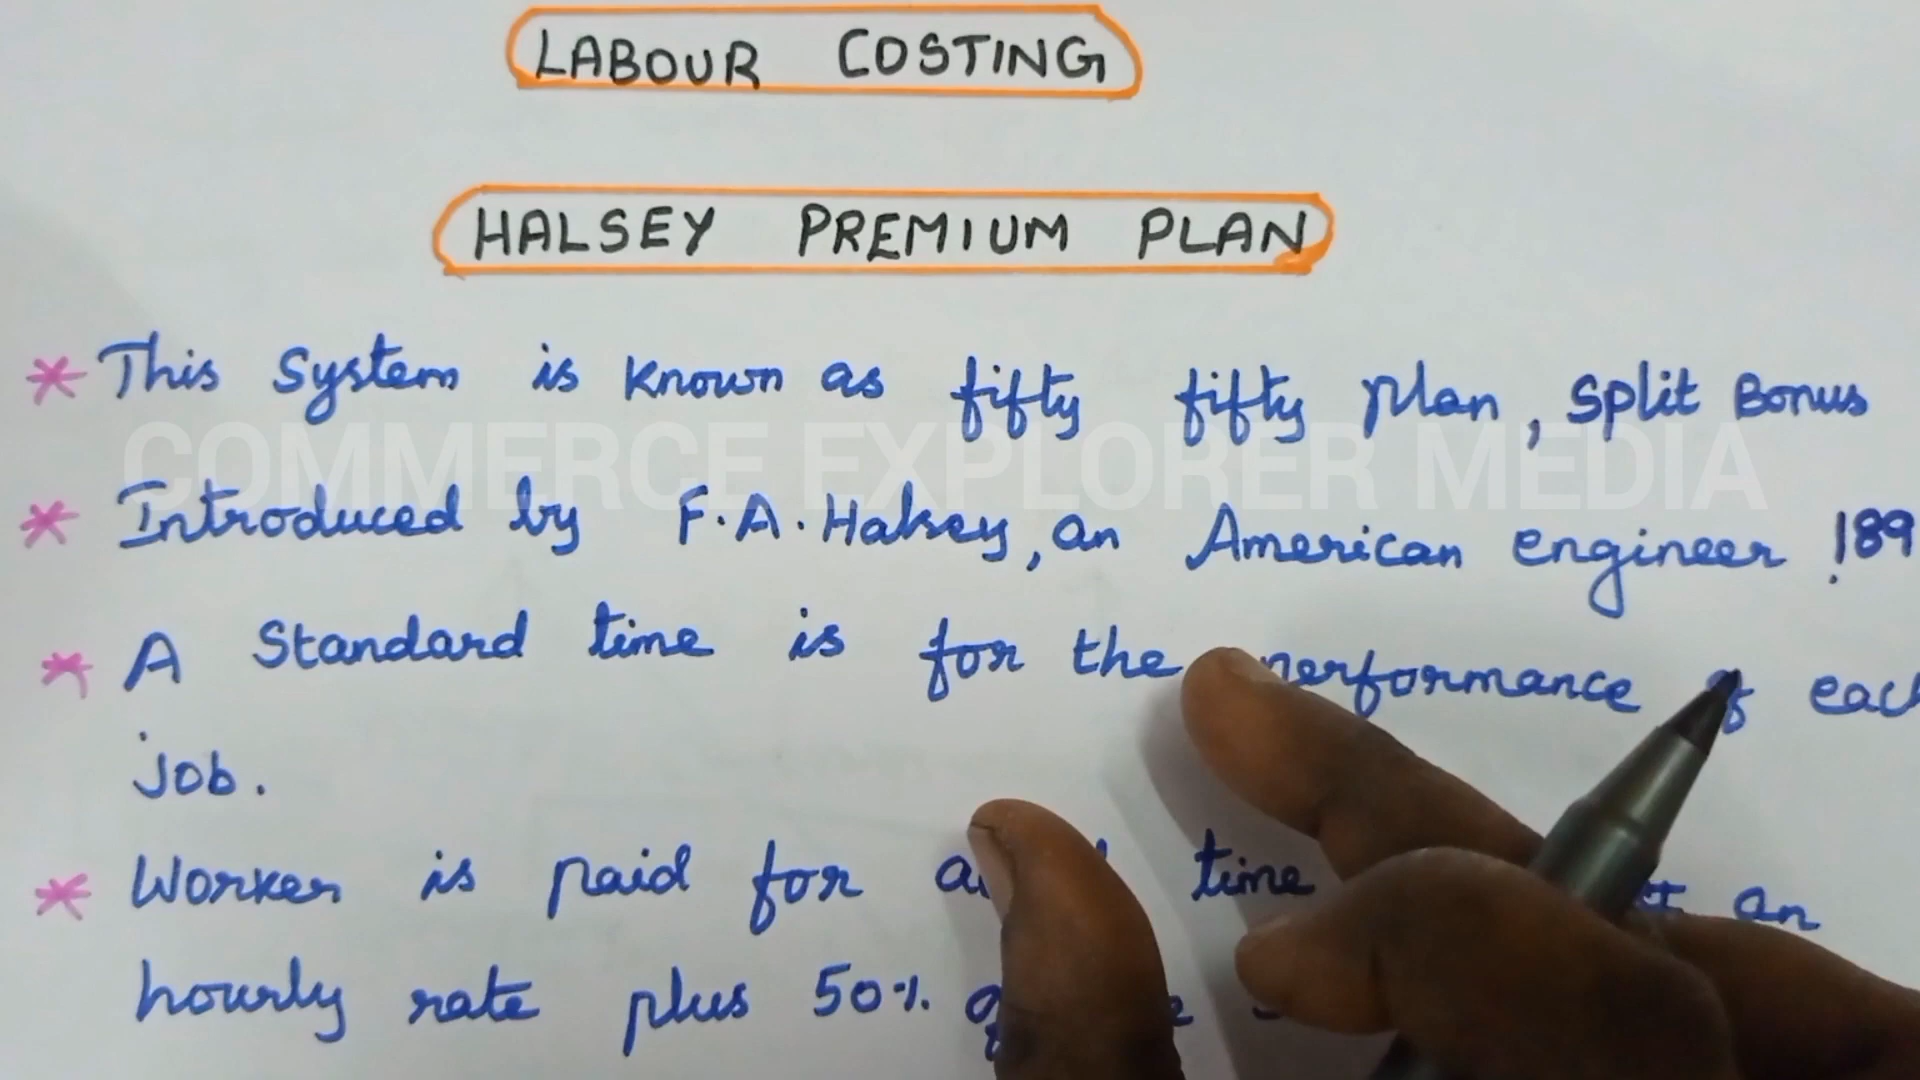 LABOUR COSTING
HALSEY PREMIUM PLAN
* This System is known as fifty fifty plan, Split Bonus
COMMERCE EXPLORER MEDIA
* Introduced by F.A. Halsey, an American engineer 189
* A Standard time is for the performance of each
job.
* Worker is paid for time an
hourly rate plus 50%